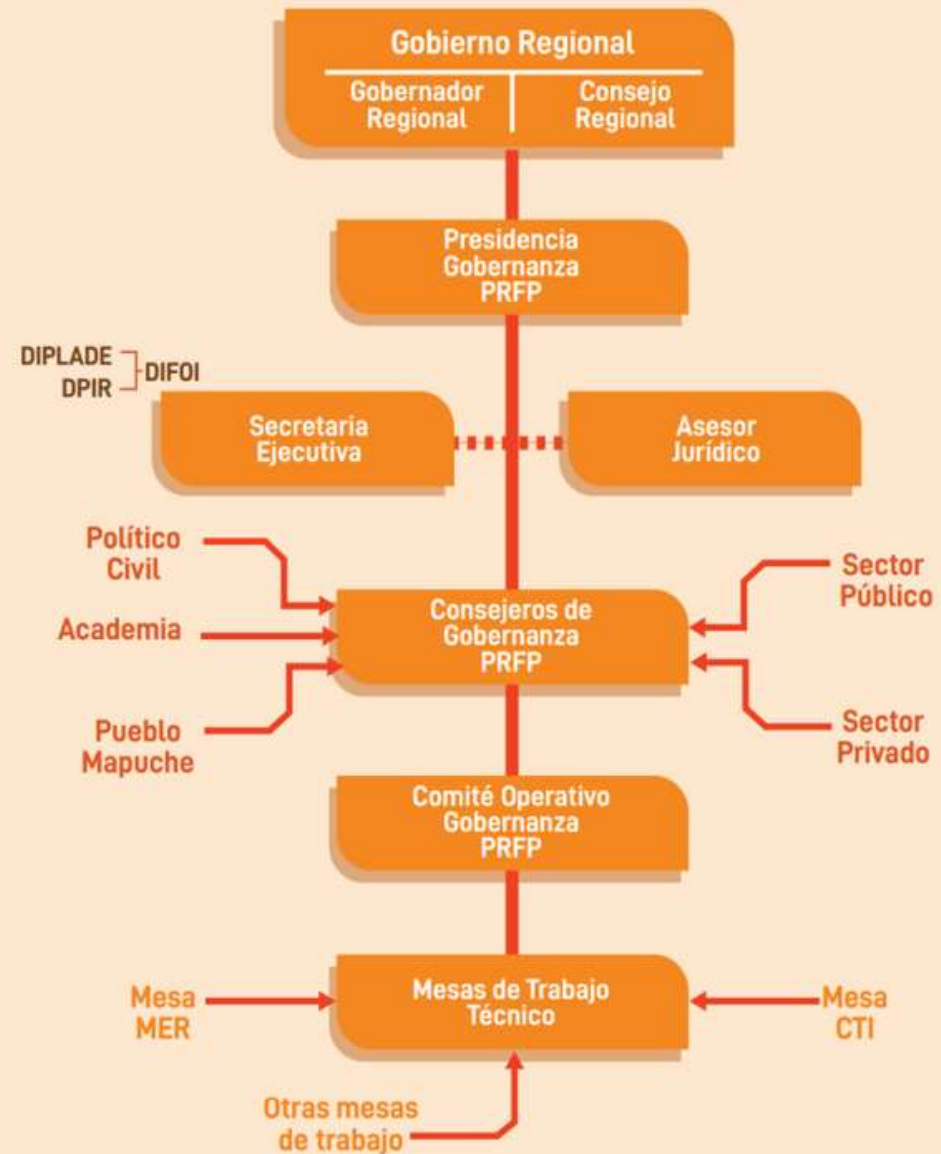 Gobierno Regional
Gobernador
Regional
Consejo
Regional
Presidencia
Gobernanza
PRFP
DIPLADE
DPIR
DIFOI
Secretaria
Ejecutiva
Asesor
Jurídico
Político
Civil
Academia
Pueblo
Mapuche
Consejeros de
Gobernanza
PRFP
Sector
Público
Sector
Privado
Comité Operativo
Gobernanza
PRFP
Mesa
MER
Mesas de Trabajo
Técnico
Mesa
CTI
Otras mesas
de trabajo